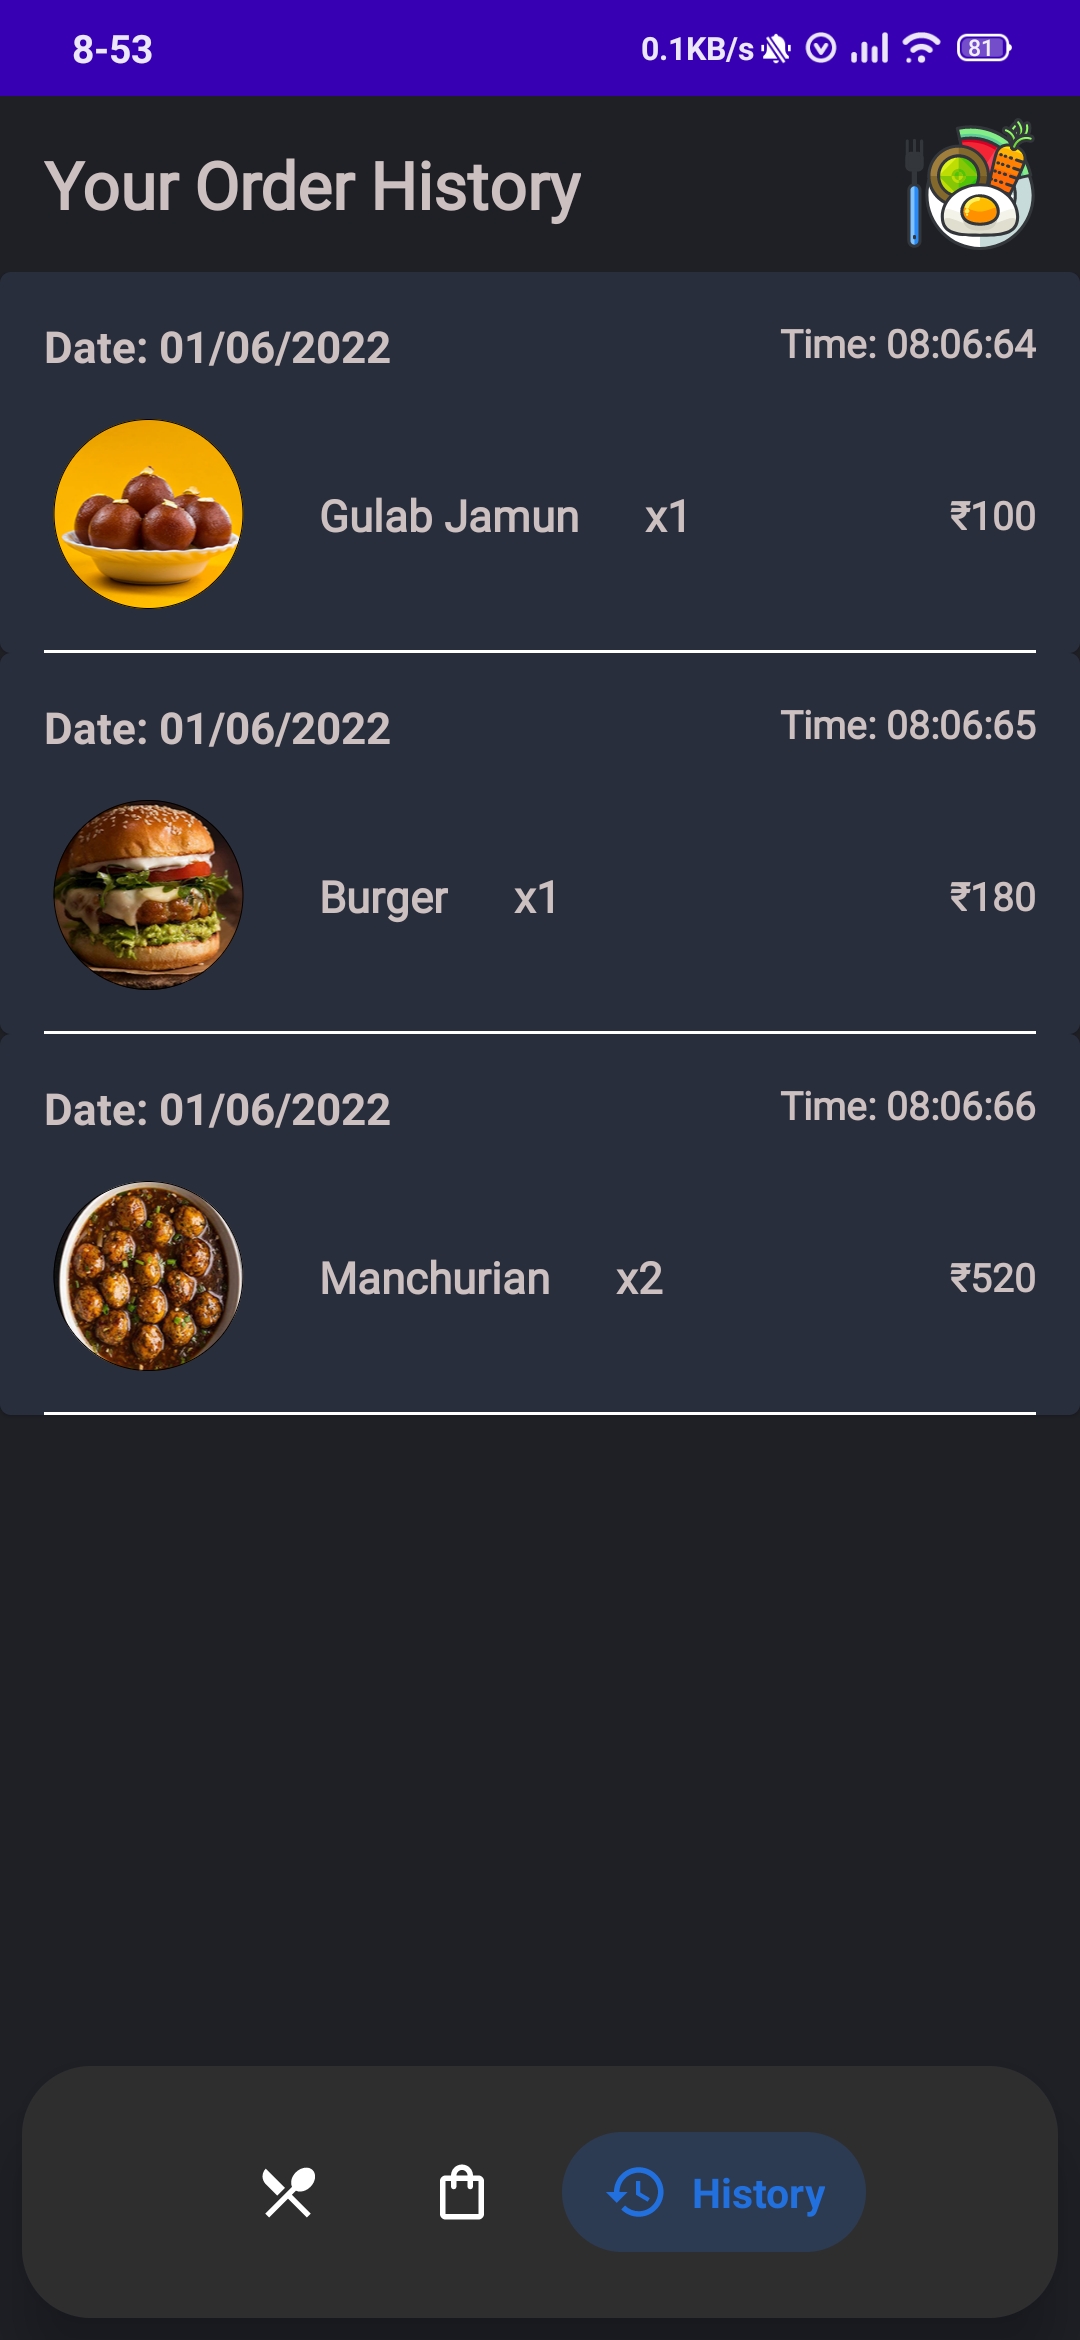 8-53 0.1KB/s 81
Your Order History
Date: 01/06/2022 Time: 08:06:64
Gulab Jamun x1 ₹100
Date: 01/06/2022 Time: 08:06:65
Burger x1 ₹180
Date: 01/06/2022 Time: 08:06:66
Manchurian x2 ₹520
History